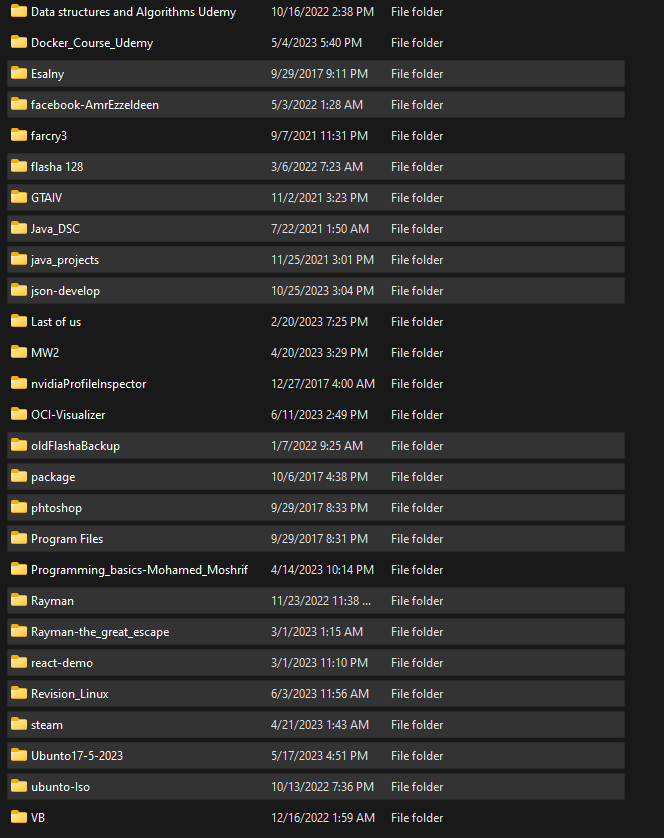 Data structures and Algorithms Udemy 10/16/2022 2:38 PM File folder
Docker_Course_Udemy 5/4/2023 5:40 PM File folder
Esalny 9/29/2017 9:11 PM File folder
facebook-AmrEzzeldeen 5/3/2022 1:28 AM File folder
farcry3 9/7/2021 11:31 PM File folder
flasha 128 3/6/2022 7:23 AM File folder
GTAIV 11/2/2021 3:23 PM File folder
Java_DSC 7/22/2021 1:50 AM File folder
java_projects 11/25/2021 3:01 PM File folder
json-develop 10/25/2023 3:04 PM File folder
Last of us 2/20/2023 7:25 PM File folder
MW2 4/20/2023 3:29 PM File folder
nvidiaProfileInspector 12/27/2017 4:00 AM File folder
OCI-Visualizer 6/11/2023 2:49 PM File folder
oldFlashaBackup 1/7/2022 9:25 AM File folder
package 10/6/2017 4:38 PM File folder
phtoshop 9/29/2017 8:33 PM File folder
Program Files 9/29/2017 8:31 PM File folder
Programming_basics-Mohamed_Moshrif 4/14/2023 10:14 PM File folder
Rayman 11/23/2022 11:38 ... File folder
Rayman-the_great_escape 3/1/2023 1:15 AM File folder
react-demo 3/1/2023 11:10 PM File folder
Revision_Linux 6/3/2023 11:56 AM File folder
steam 4/21/2023 1:43 AM File folder
Ubunto17-5-2023 5/17/2023 4:51 PM File folder
ubunto-Iso 10/13/2022 7:36 PM File folder
VB 12/16/2022 1:59 AM File folder